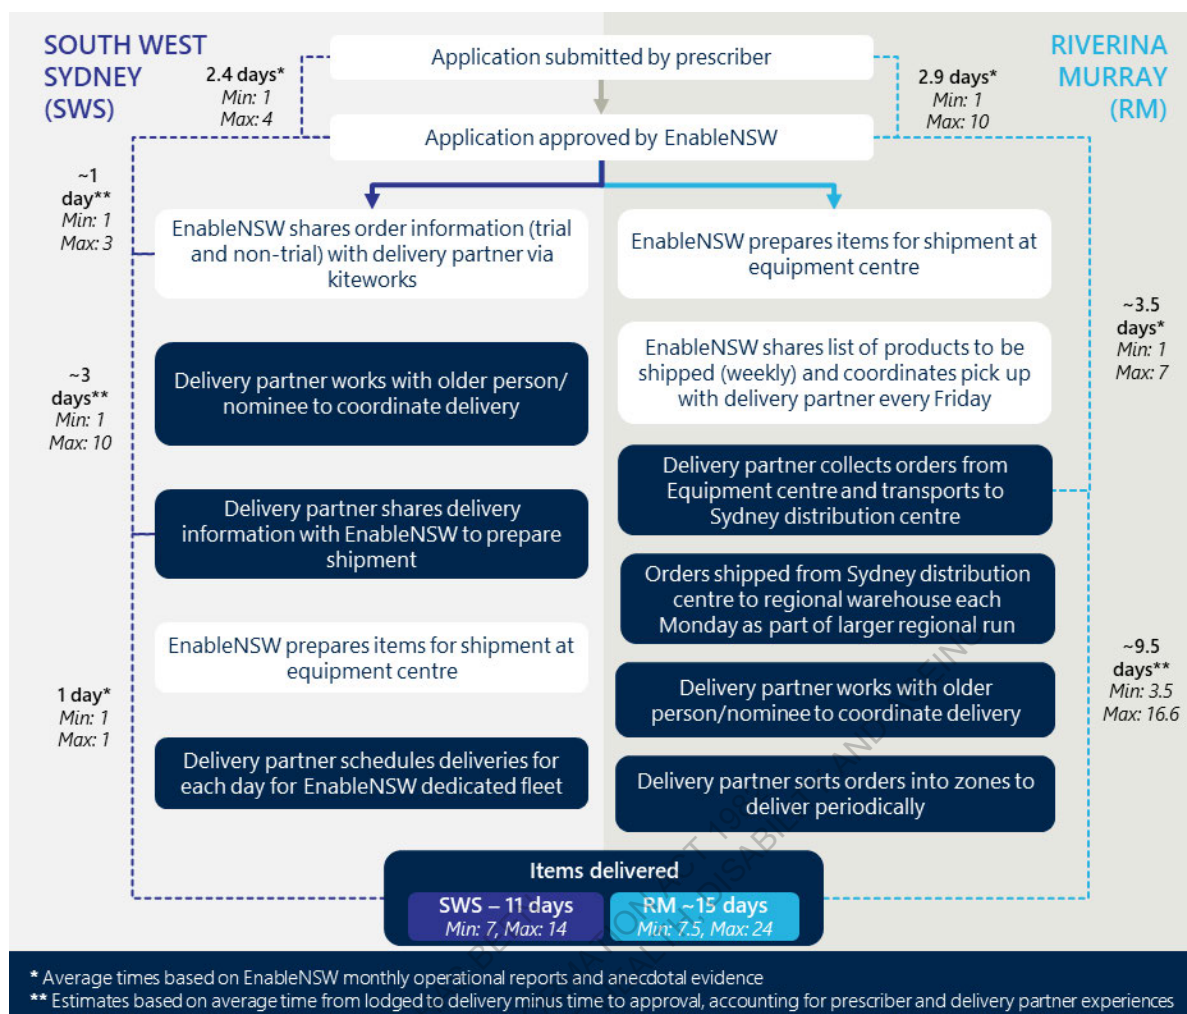 SOUTH WEST
SYDNEY
(SWS)
RIVERINA
MURRAY
(RM)
Application submitted by prescriber
2.4 days*
Min: 1
Max: 4
2.9 days*
Min: 1
Max: 10
Application approved by EnableNSW
~1
day**
Min: 1
Max: 3
EnableNSW shares order information (trial
and non-trial) with delivery partner via
kiteworks
~3
days**
Min: 1
Max: 10
Delivery partner works with older person/
nominee to coordinate delivery
Delivery partner shares delivery
information with EnableNSW to prepare
shipment
EnableNSW prepares items for shipment at
equipment centre
1 day*
Min: 1
Max: 1
Delivery partner schedules deliveries for
each day for EnableNSW dedicated fleet
EnableNSW prepares items for shipment at
equipment centre
EnableNSW shares list of products to be
shipped (weekly) and coordinates pick up
with delivery partner every Friday
~3.5
days*
Min: 1
Max: 7
Delivery partner collects orders from
Equipment centre and transports to
Sydney distribution centre
Orders shipped from Sydney distribution
centre to regional warehouse each
Monday as part of larger regional run
Delivery partner works with older
person/nominee to coordinate delivery
~9.5
days**
Min: 3.5
Max: 16.6
Delivery partner sorts orders into zones to
deliver periodically
Items delivered
SWS – 11 days
Min: 7, Max: 14
RM ~15 days
Min: 7.5, Max: 24
* Average times based on EnableNSW monthly operational reports and anecdotal evidence
** Estimates based on average time from lodged to delivery minus time to approval, accounting for prescriber and delivery partner experiences